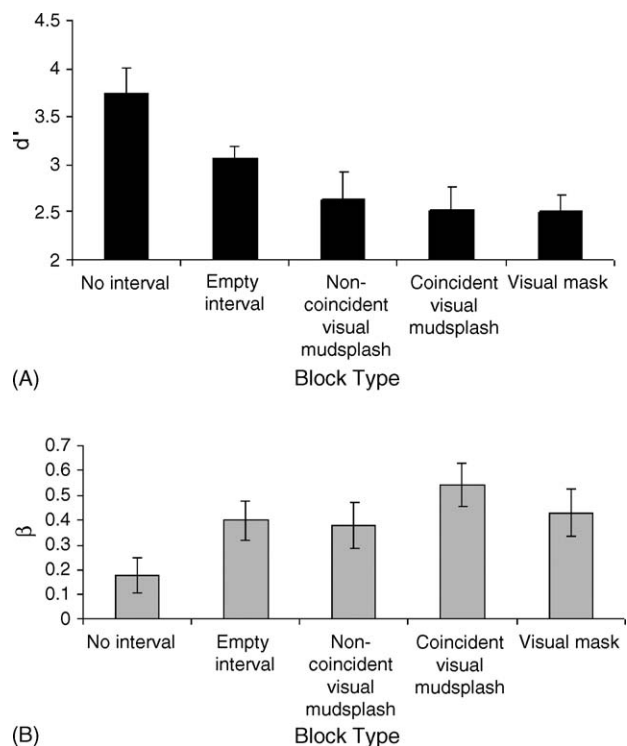 4.5
4
3.5
3
2.5
2
d'
No interval
Empty
interval
Non-
coincident
visual
mudsplash
Coincident
visual
mudsplash
Visual mask
(A)
Block Type
0.7
0.6
0.5
0.4
0.3
0.2
0.1
0
β
No interval
Empty
interval
Non-
coincident
visual
mudsplash
Coincident
visual
mudsplash
Visual mask
(B)
Block Type